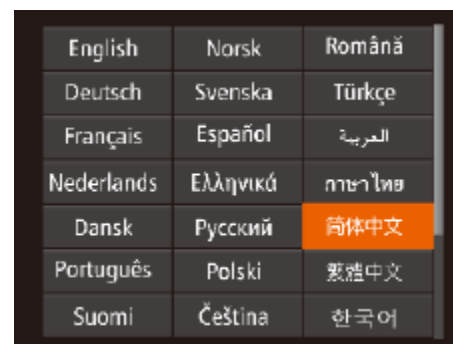 English Norsk Română
Deutsch Svenska Türkçe
Français Español العربية
Nederlands Ελληνικά ภาษาไทย
Dansk Русский 简体中文
Português Polski 繁體中文
Suomi Čeština 한국어